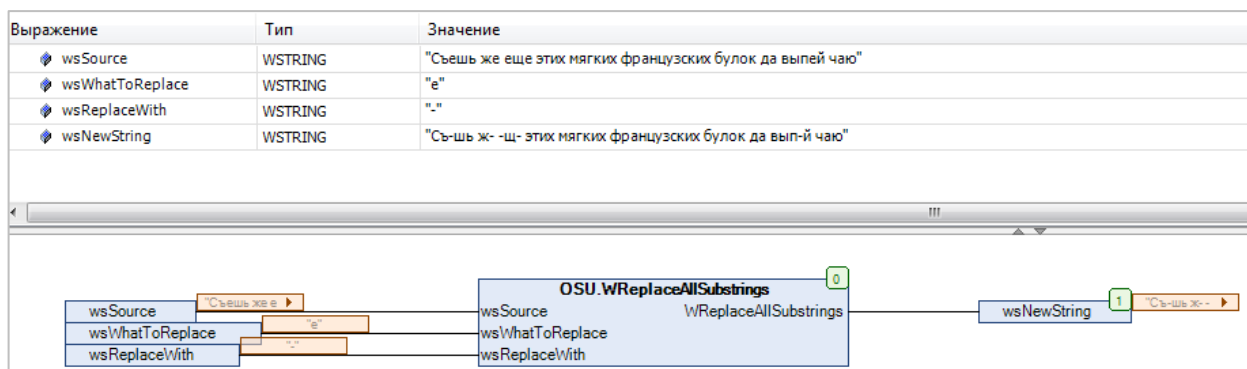 Выражение Тип Значение
wsSource WSTRING "Съешь же еще этих мягких французских булок да выпей чаю"
wsWhatToReplace WSTRING "е"
wsReplaceWith WSTRING "-"
wsNewString WSTRING "Съ-шь ж- -щ- этих мягких французских булок да вып-й чаю"
OSU.WReplaceAllSubstrings 0
wsSource "Съешь же е wsSource WReplaceAllSubstrings wsNewString 1 "Съ-шь ж- -
wsWhatToReplace "е" wsWhatToReplace
wsReplaceWith "-" wsReplaceWith